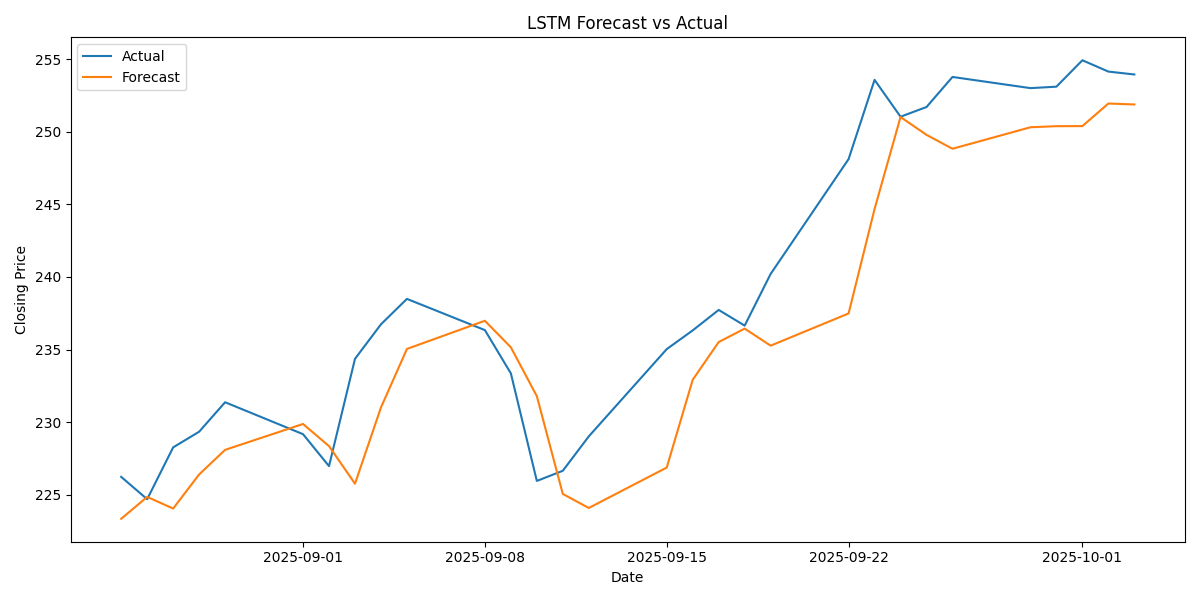 LSTM Forecast vs Actual
Actual
Forecast
255
250
245
240
235
230
225
Closing Price
2025-09-01
2025-09-08
2025-09-15
2025-09-22
2025-10-01
Date